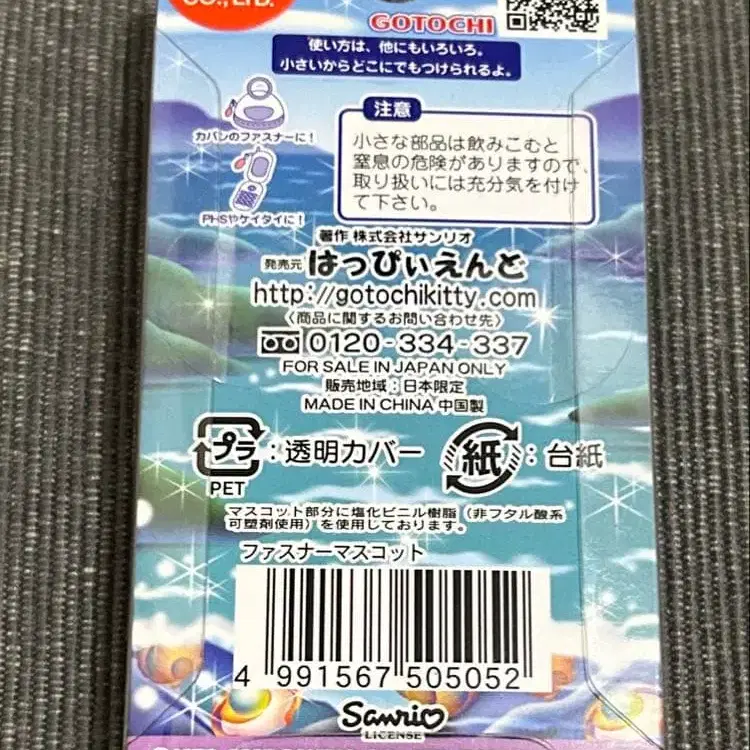 CO., LTD.
GOTOCHI
使い方は、他にもいろいろ。
小さいからどこにでもつけられるよ。
カバンのファスナーに!
PHSやケイタイに!
注意
小さな部品は飲みこむと
窒息の危険がありますので、
取り扱いには充分気を付け
て下さい。
著作 株式会社サンリオ
発売元 はっぴぃえんど
http://gotochikitty.com
〈商品に関するお問い合わせ先〉
0120-334-337
FOR SALE IN JAPAN ONLY
販売地域:日本限定
MADE IN CHINA 中国製
プラ:透明カバー
PET
紙:台紙
マスコット部分に塩化ビニル樹脂(非フタル酸系
可塑剤使用)を使用しております。
ファスナーマスコット
4 991567 505052
Sanrio
LICENSE